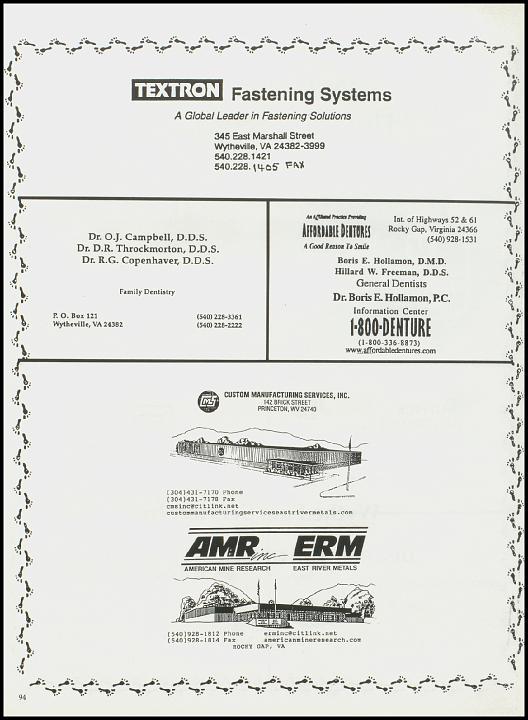 TEXTRON Fastening Systems
A Global Leader in Fastening Solutions
345 East Marshall Street
Wytheville, VA 24382-3999
540.228.1421
540.228.1405 FAX
Dr. O.J. Campbell, D.D.S.
Dr. D.R. Throckmorton, D.D.S.
Dr. R.G. Copenhaver, D.D.S.
Family Dentistry
P. O. Box 121 (540) 228-3361
Wytheville, VA 24382 (540) 228-2222
An Affiliated Practice Providing
AFFORDABLE DENTURES
A Good Reason To Smile
Int. of Highways 52 & 61
Rocky Gap, Virginia 24366
(540) 928-1531
Boris E. Hollamon, D.M.D.
Hillard W. Freeman, D.D.S.
General Dentists
Dr. Boris E. Hollamon, P.C.
Information Center
1-800-DENTURE
(1-800-336-8873)
www.affordabledentures.com
CMS
CUSTOM MANUFACTURING SERVICES, INC.
142 BRICK STREET
PRINCETON, WV 24740
(304)431-7170 Phone
(304)431-7178 Fax
cmsinc@citlink.net
custommanufacturingserviceseastrivermetals.com
AMR inc ERM
AMERICAN MINE RESEARCH EAST RIVER METALS
(540)928-1812 Phone erminc@citlink.net
(540)928-1814 Fax americanmineresearch.com
ROCKY GAP, VA
94